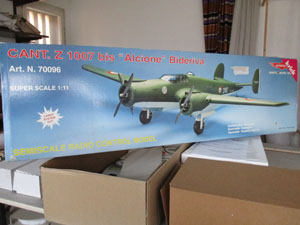 CANT. Z 1007 bis "Alcione" Bideriva
Art. N. 70096
SUPER SCALE 1:11
SEMISCALE RADIO CONTROL MODEL